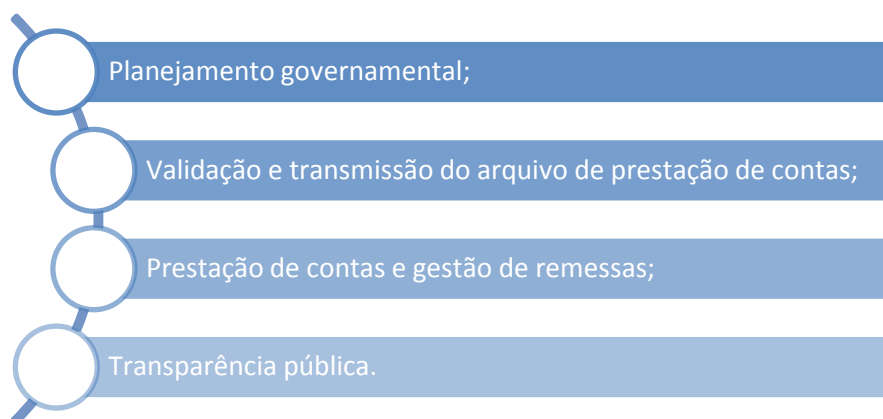 Planejamento governamental;
Validação e transmissão do arquivo de prestação de contas;
Prestação de contas e gestão de remessas;
Transparência pública.